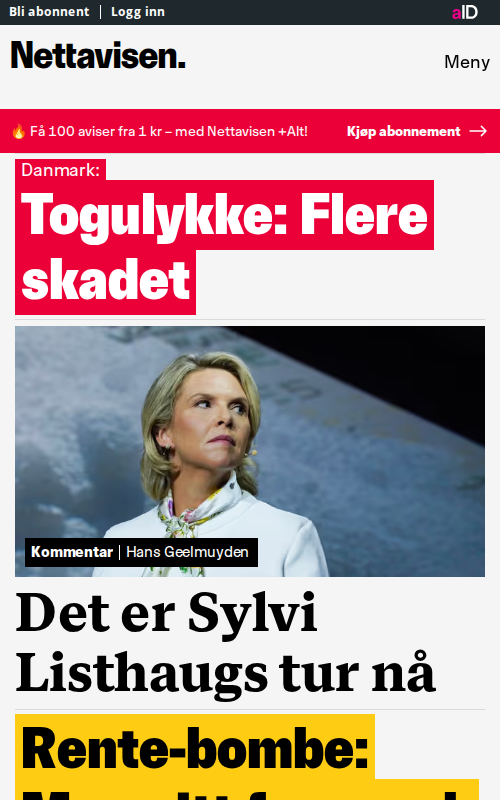 Bli abonnent | Logg inn
aID
Nettavisen.
Meny
🔥 Få 100 aviser fra 1 kr – med Nettavisen +Alt!
Kjøp abonnement →
Danmark:
Togulykke: Flere
skadet
Kommentar | Hans Geelmuyden
Det er Sylvi
Listhaugs tur nå
Rente-bombe: